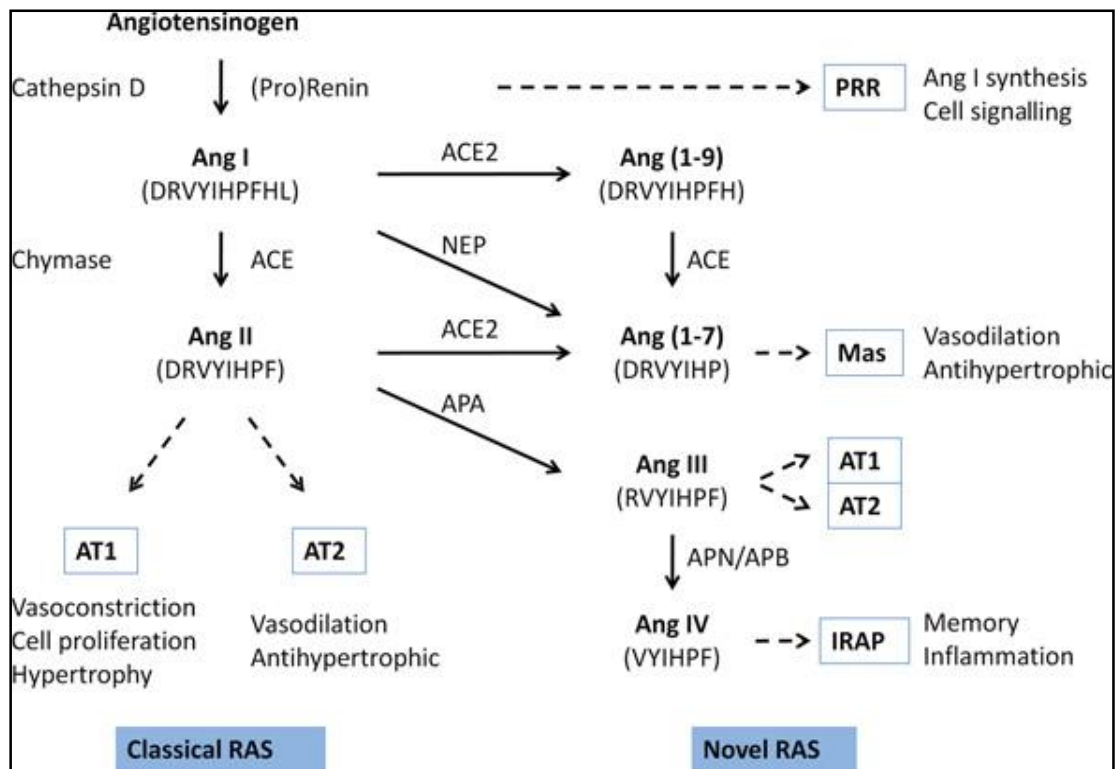 Angiotensinogen
Cathepsin D
(Pro)Renin
PRR
Ang I synthesis
Cell signalling
Ang I
(DRVYIHPFHL)
ACE2
Ang (1-9)
(DRVYIHPFH)
Chymase
ACE
NEP
ACE
Ang II
(DRVYIHPF)
ACE2
Ang (1-7)
(DRVYIHP)
Mas
Vasodilation
Antihypertrophic
APA
Ang III
(RVYIHPF)
AT1
AT2
AT1
Vasoconstriction
Cell proliferation
Hypertrophy
AT2
Vasodilation
Antihypertrophic
APN/APB
Ang IV
(VYIHPF)
IRAP
Memory
Inflammation
Classical RAS
Novel RAS